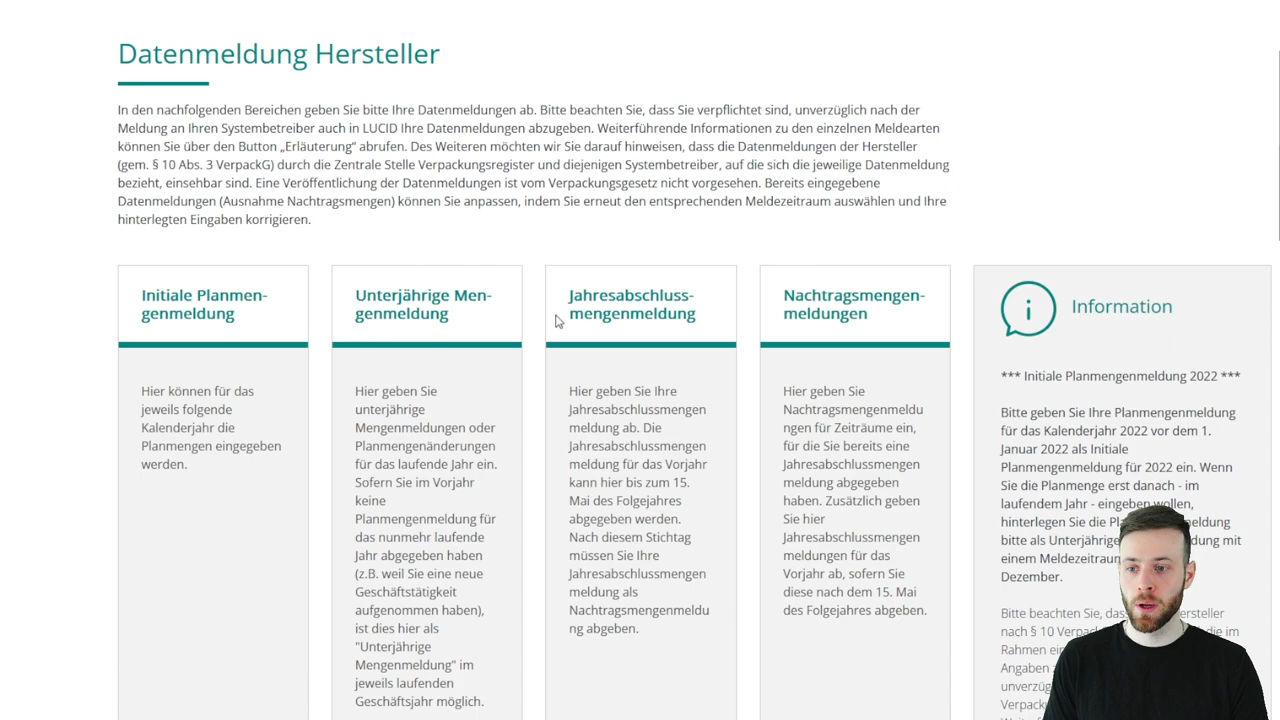 Datenmeldung Hersteller
In den nachfolgenden Bereichen geben Sie bitte Ihre Datenmeldungen ab. Bitte beachten Sie, dass Sie verpflichtet sind, unverzüglich nach der
Meldung an Ihren Systembetreiber auch in LUCID Ihre Datenmeldungen abzugeben. Weiterführende Informationen zu den einzelnen Meldearten
können Sie über den Button „Erläuterung“ abrufen. Des Weiteren möchten wir Sie darauf hinweisen, dass die Datenmeldungen der Hersteller
(gem. § 10 Abs. 3 VerpackG) durch die Zentrale Stelle Verpackungsregister und diejenigen Systembetreiber, auf die sich die jeweilige Datenmeldung
bezieht, einsehbar sind. Eine Veröffentlichung der Datenmeldungen ist vom Verpackungsgesetz nicht vorgesehen. Bereits eingegebene
Datenmeldungen (Ausnahme Nachtragsmengen) können Sie anpassen, indem Sie erneut den entsprechenden Meldezeitraum auswählen und Ihre
hinterlegten Eingaben korrigieren.
Initiale Planmen-
genmeldung
Hier können für das
jeweils folgende
Kalenderjahr die
Planmengen eingegeben
werden.
Unterjährige Men-
genmeldung
Hier geben Sie
unterjährige
Mengenmeldungen oder
Planmengenänderungen
für das laufende Jahr ein.
Sofern Sie im Vorjahr
keine
Planmengenmeldung für
das nunmehr laufende
Jahr abgegeben haben
(z.B. weil Sie eine neue
Geschäftstätigkeit
aufgenommen haben),
ist dies hier als
"Unterjährige
Mengenmeldung" im
jeweils laufenden
Geschäftsjahr möglich.
Jahresabschluss-
mengenmeldung
Hier geben Sie Ihre
Jahresabschlussmengen
meldung ab. Die
Jahresabschlussmengen
meldung für das Vorjahr
kann hier bis zum 15.
Mai des Folgejahres
abgegeben werden.
Nach diesem Stichtag
müssen Sie Ihre
Jahresabschlussmengen
meldung als
Nachtragsmengenmeldu
ng abgeben.
Nachtragsmengen-
meldungen
Hier geben Sie
Nachtragsmengenmeldu
ngen für Zeiträume ein,
für die Sie bereits eine
Jahresabschlussmengen
meldung abgegeben
haben. Zusätzlich geben
Sie hier
Jahresabschlussmengen
meldungen für das
Vorjahr ab, sofern Sie
diese nach dem 15. Mai
des Folgejahres abgeben.
Information
*** Initiale Planmengenmeldung 2022 ***
Bitte geben Sie Ihre Planmengenmeldung
für das Kalenderjahr 2022 vor dem 1.
Januar 2022 als Initiale
Planmengenmeldung für 2022 ein. Wenn
Sie die Planmenge erst danach - im
laufendem Jahr - eingeben wollen,
hinterlegen Sie die
bitte als Unterjährige mit
einem Meldezeitraum
Dezember.
Bitte beachten Sie,
nach § 10 die im
Rahmen
Angaben